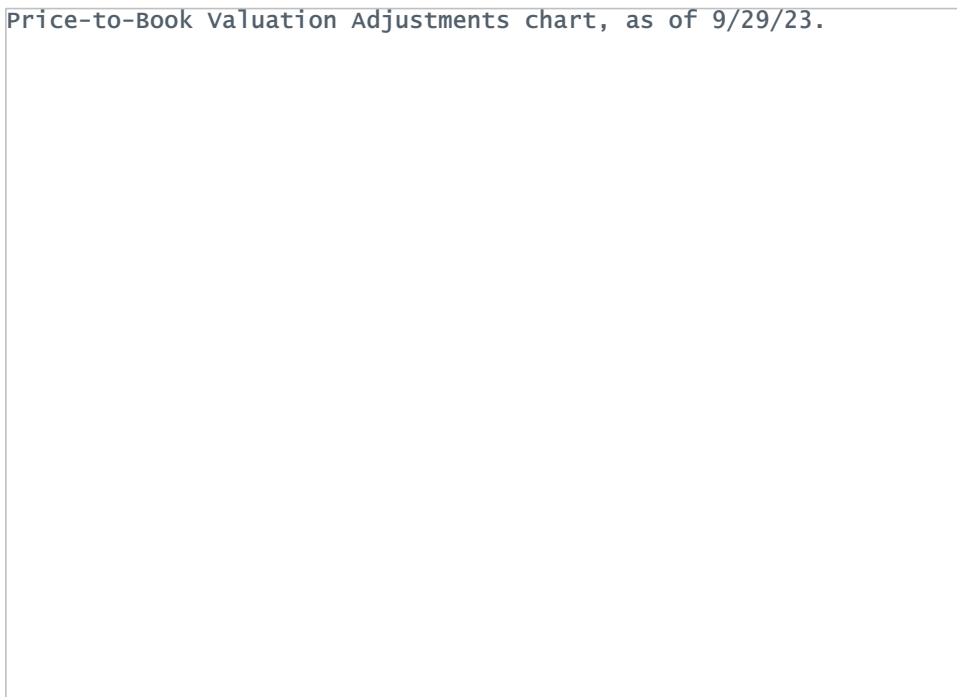 Price-to-Book Valuation Adjustments chart, as of 9/29/23.